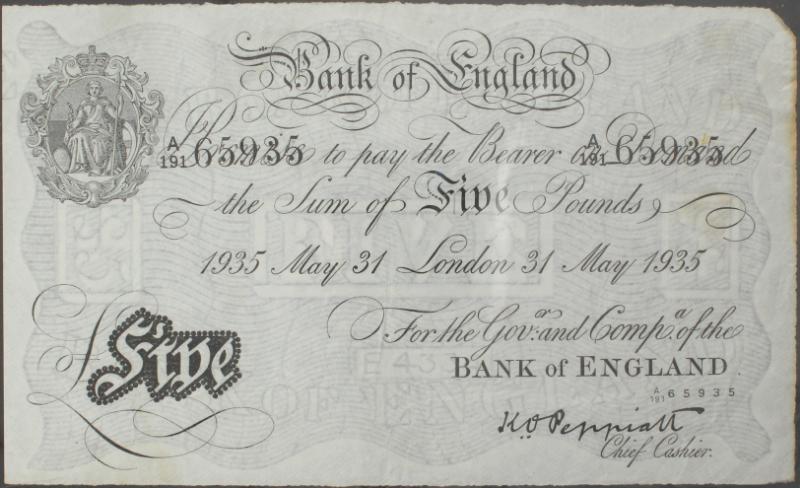 Bank of England
A/191 65935 A/191 65935
I Promise to pay the Bearer on Demand
the Sum of Five Pounds
1935 May 31 London 31 May 1935
For the Govr. and Compa. of the
BANK of ENGLAND.
Five
A/191 65935
K.O. Peppiatt
Chief Cashier.